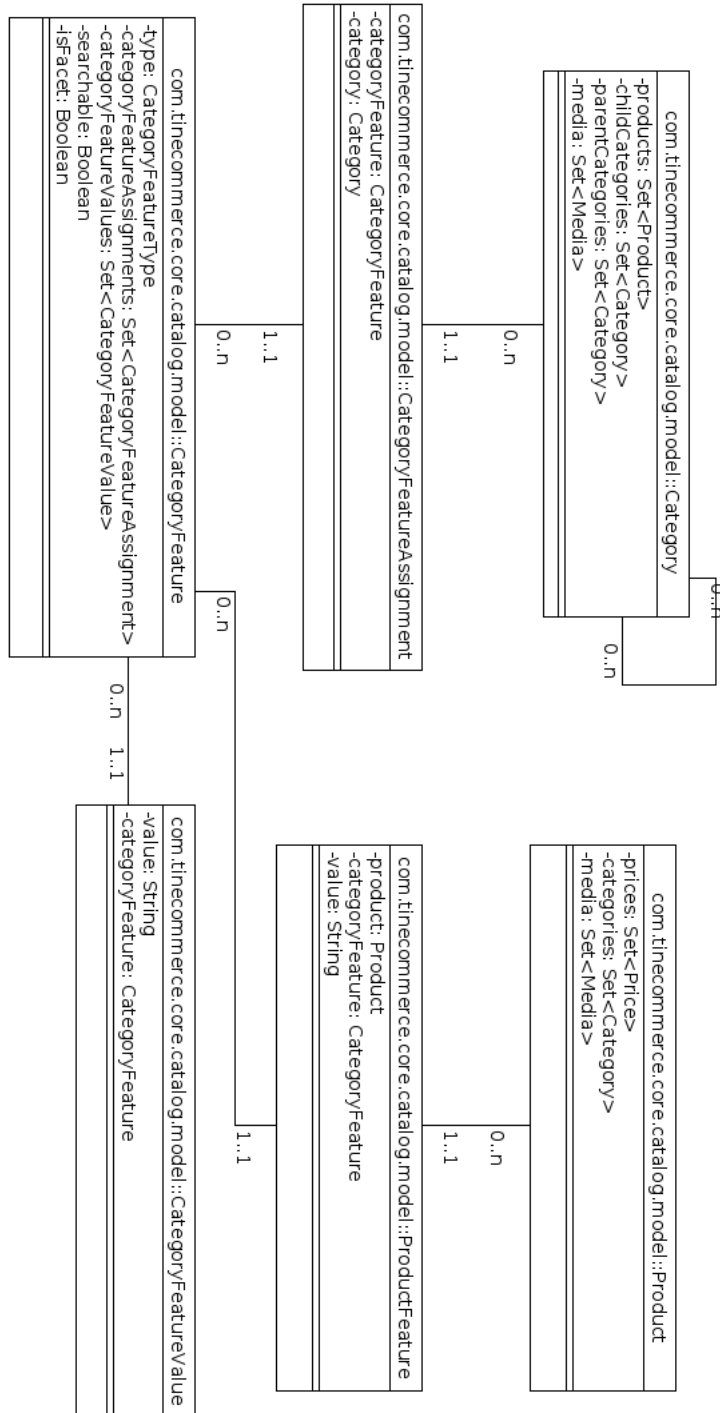 com.tinecommerce.core.catalog.model::Category
-products: Set<Product>
-childCategories: Set<Category>
-parentCategories: Set<Category>
-media: Set<Media>
0..n
0..n
com.tinecommerce.core.catalog.model::Product
-prices: Set<Price>
-categories: Set<Category>
-media: Set<Media>
0..n
1..1
0..n
1..1
com.tinecommerce.core.catalog.model::CategoryFeatureAssignment
-categoryFeature: CategoryFeature
-category: Category
com.tinecommerce.core.catalog.model::ProductFeature
-product: Product
-categoryFeature: CategoryFeature
-value: String
1..1
0..n
0..n
1..1
com.tinecommerce.core.catalog.model::CategoryFeature
-type: CategoryFeatureType
-categoryFeatureAssignments: Set<CategoryFeatureAssignment>
-categoryFeatureValues: Set<CategoryFeatureValue>
-searchable: Boolean
-isFacet: Boolean
0..n
1..1
com.tinecommerce.core.catalog.model::CategoryFeatureValue
-value: String
-categoryFeature: CategoryFeature